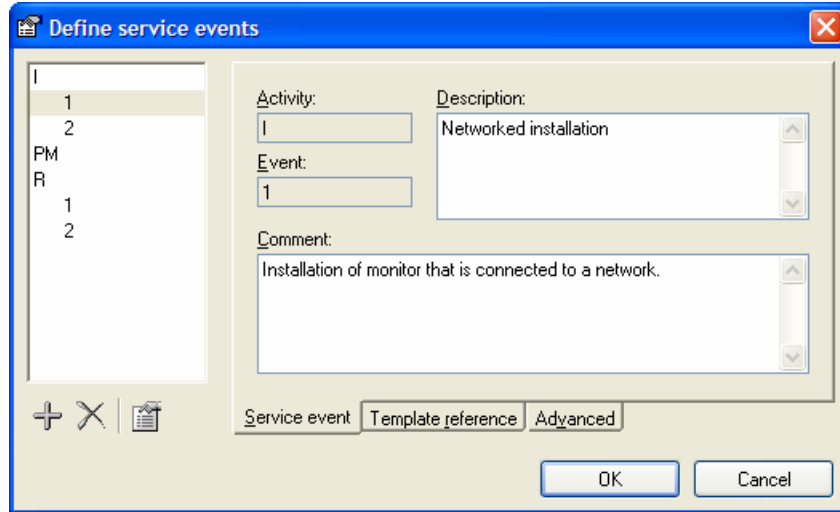 Define service events
I
1
2
PM
R
1
2
Activity:
I
Event:
1
Description:
Networked installation
Comment:
Installation of monitor that is connected to a network.
Service event
Template reference
Advanced
OK
Cancel